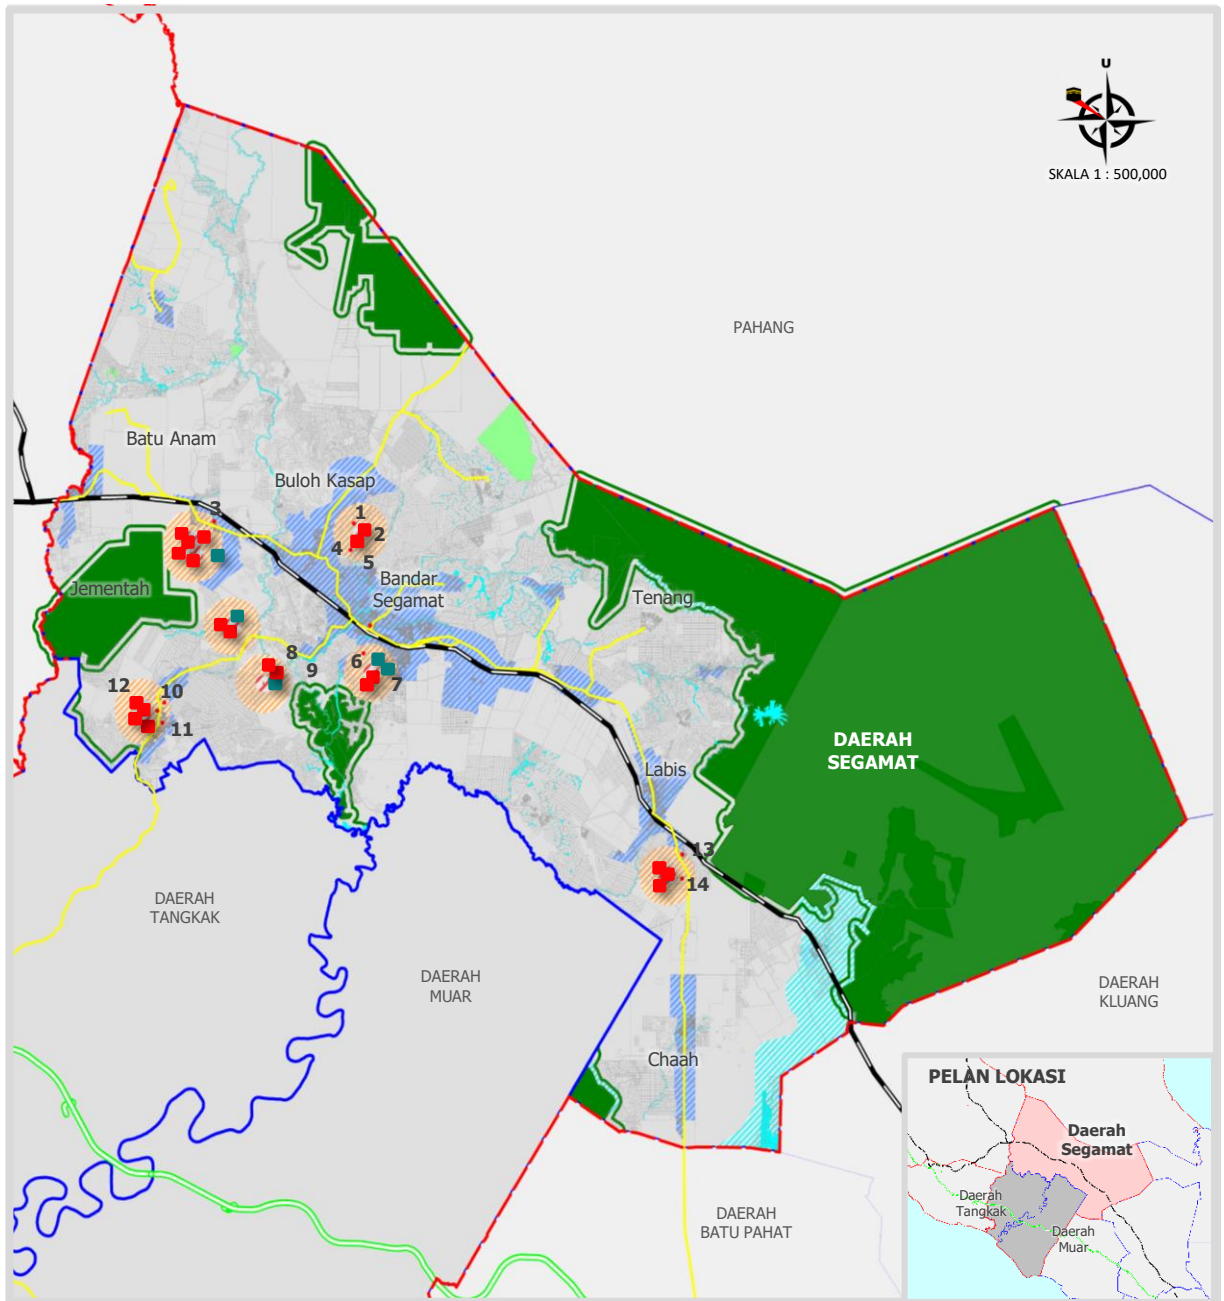 U
SKALA 1 : 500,000
PAHANG
Batu Anam
Buloh Kasap
3
1
2
4
5
Bandar
Segamat
Jementah
Tenang
8
9
6
7
12
10
11
DAERAH
SEGAMAT
Labis
13
14
DAERAH
TANGKAK
DAERAH
MUAR
DAERAH
KLUANG
Chaah
DAERAH
BATU PAHAT
PELAN LOKASI
Daerah
Segamat
Daerah
Tangkak
Daerah
Muar